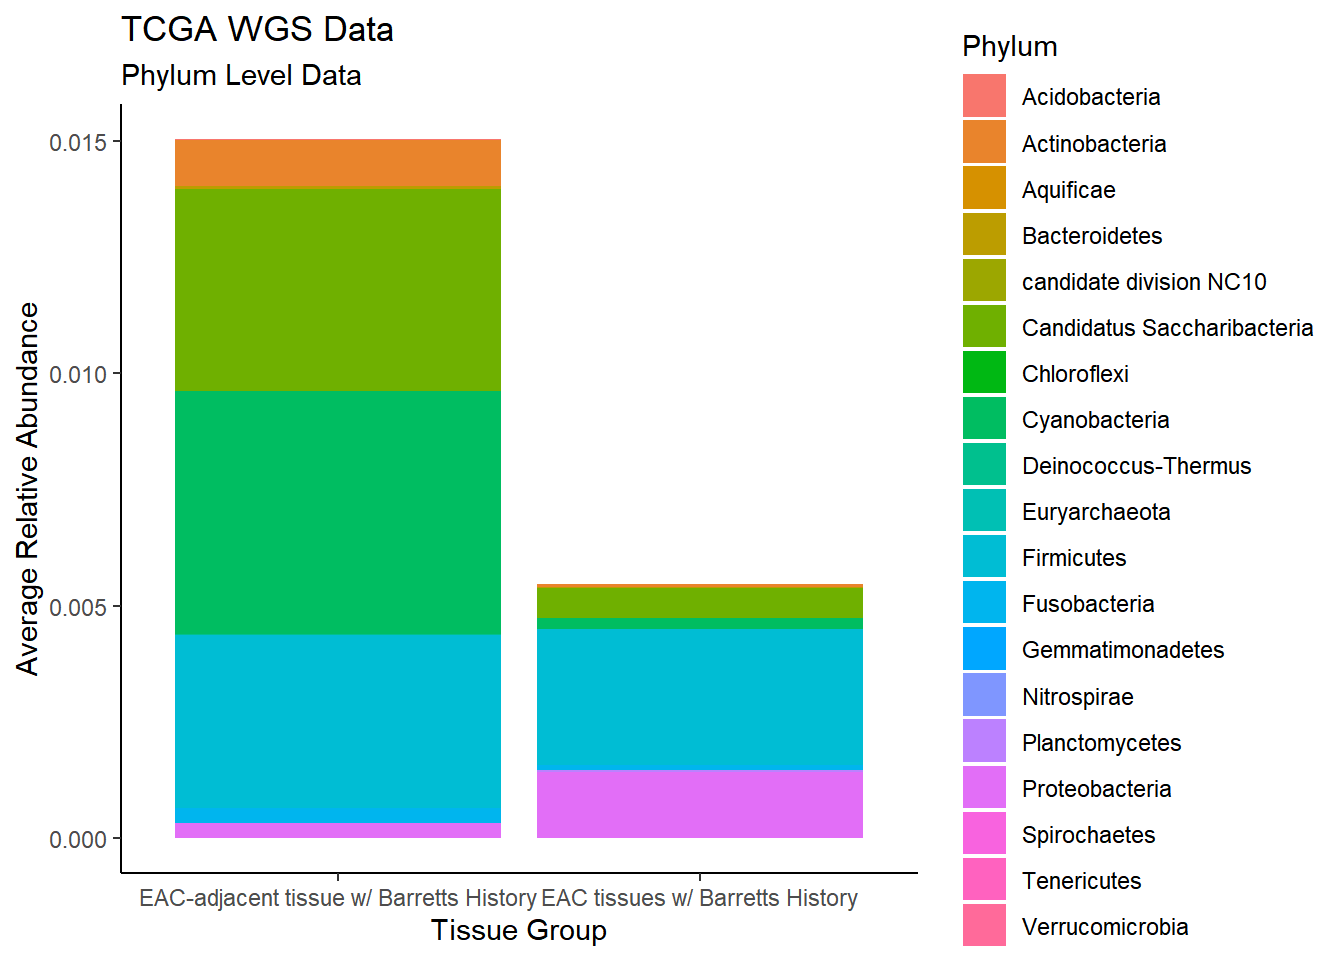 TCGA WGS Data
Phylum Level Data
Average Relative Abundance
0.015
0.010
0.005
0.000
EAC-adjacent tissue w/ Barretts History
EAC tissues w/ Barretts History
Tissue Group
Phylum
Acidobacteria
Actinobacteria
Aquificae
Bacteroidetes
candidate division NC10
Candidatus Saccharibacteria
Chloroflexi
Cyanobacteria
Deinococcus-Thermus
Euryarchaeota
Firmicutes
Fusobacteria
Gemmatimonadetes
Nitrospirae
Planctomycetes
Proteobacteria
Spirochaetes
Tenericutes
Verrucomicrobia